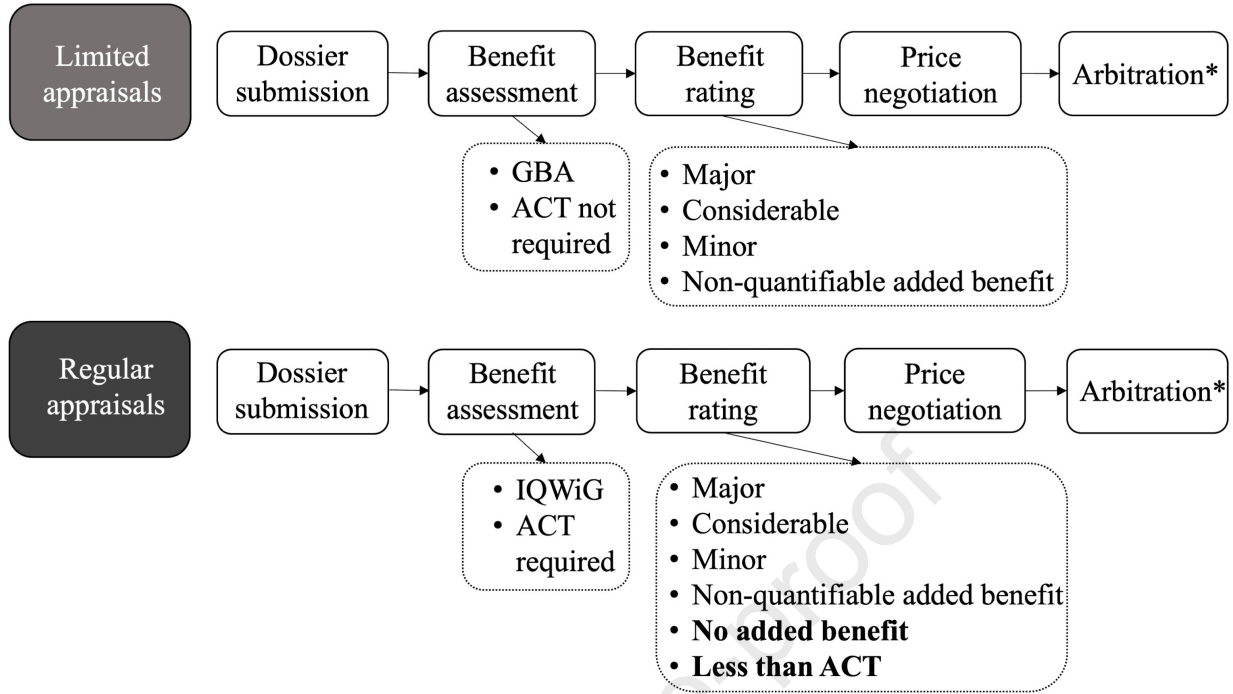 Limited
appraisals
Dossier
submission
Benefit
assessment
Benefit
rating
Price
negotiation
Arbitration*
• GBA
• ACT not
required
• Major
• Considerable
• Minor
• Non-quantifiable added benefit
Regular
appraisals
Dossier
submission
Benefit
assessment
Benefit
rating
Price
negotiation
Arbitration*
• IQWiG
• ACT
required
• Major
• Considerable
• Minor
• Non-quantifiable added benefit
• No added benefit
• Less than ACT
-proof